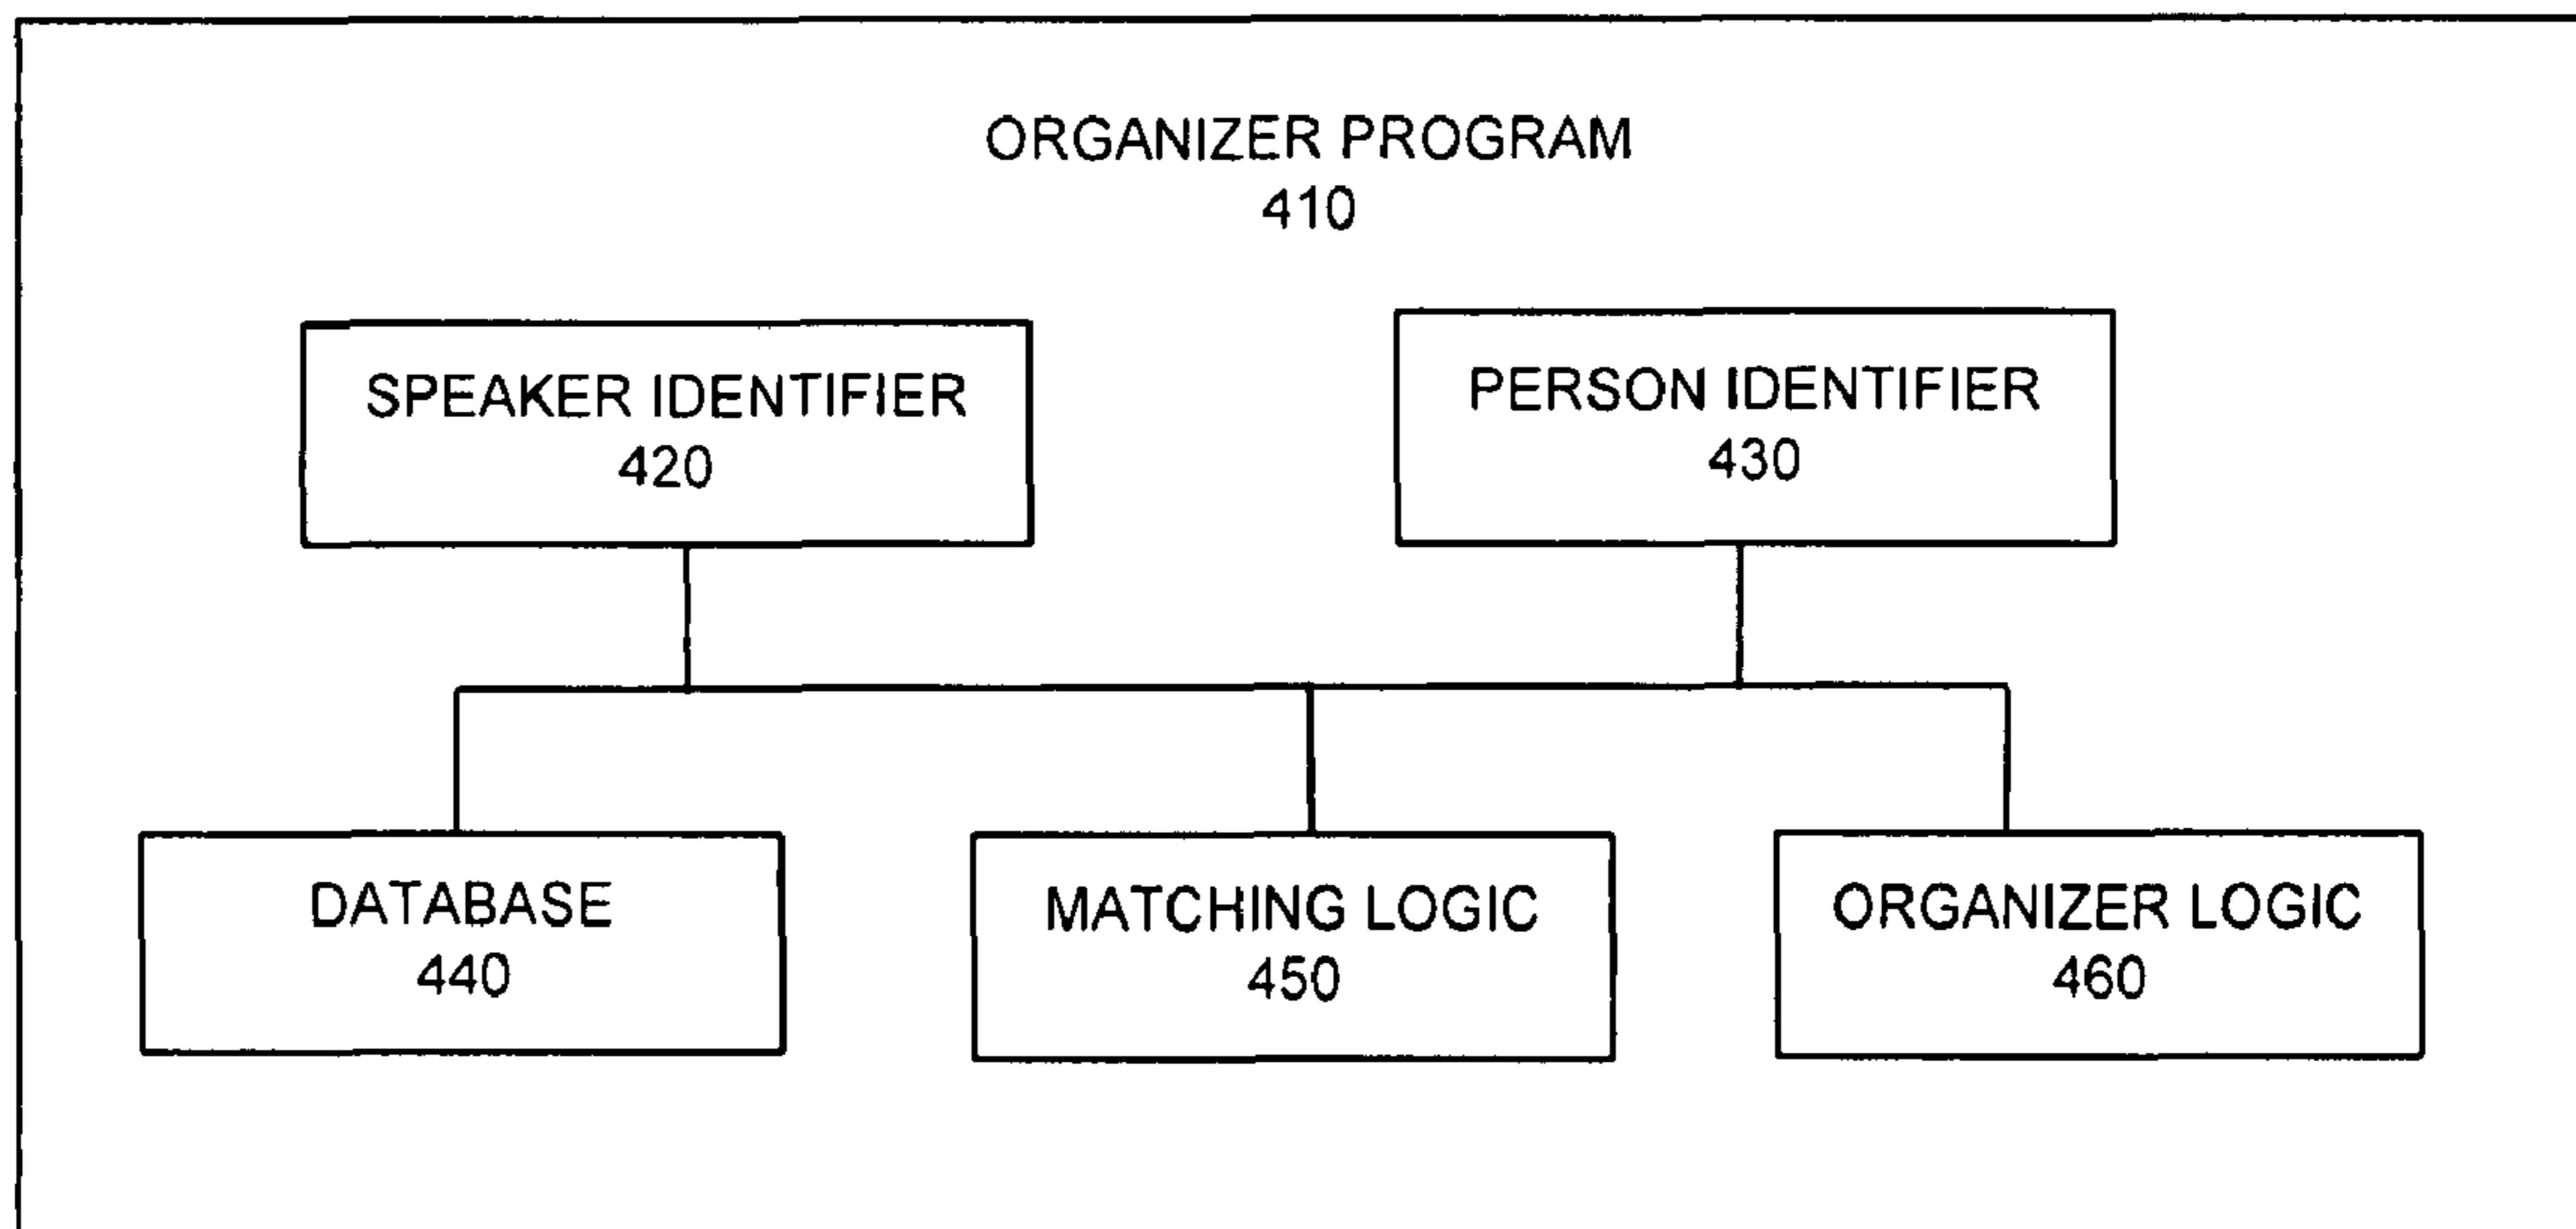 ORGANIZER PROGRAM
410
SPEAKER IDENTIFIER
420
PERSON IDENTIFIER
430
DATABASE
440
MATCHING LOGIC
450
ORGANIZER LOGIC
460